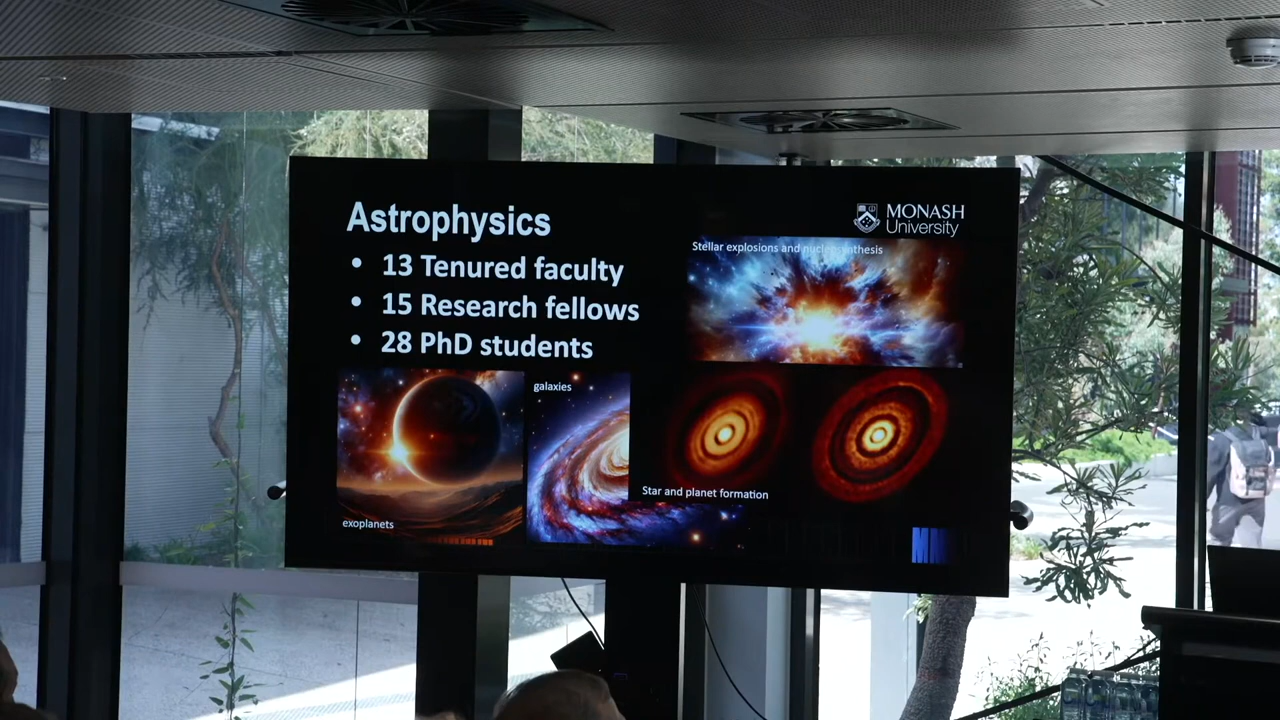 Astrophysics
MONASH
University
• 13 Tenured faculty
• 15 Research fellows
• 28 PhD students
Stellar explosions and nucleosynthesis
galaxies
Star and planet formation
exoplanets